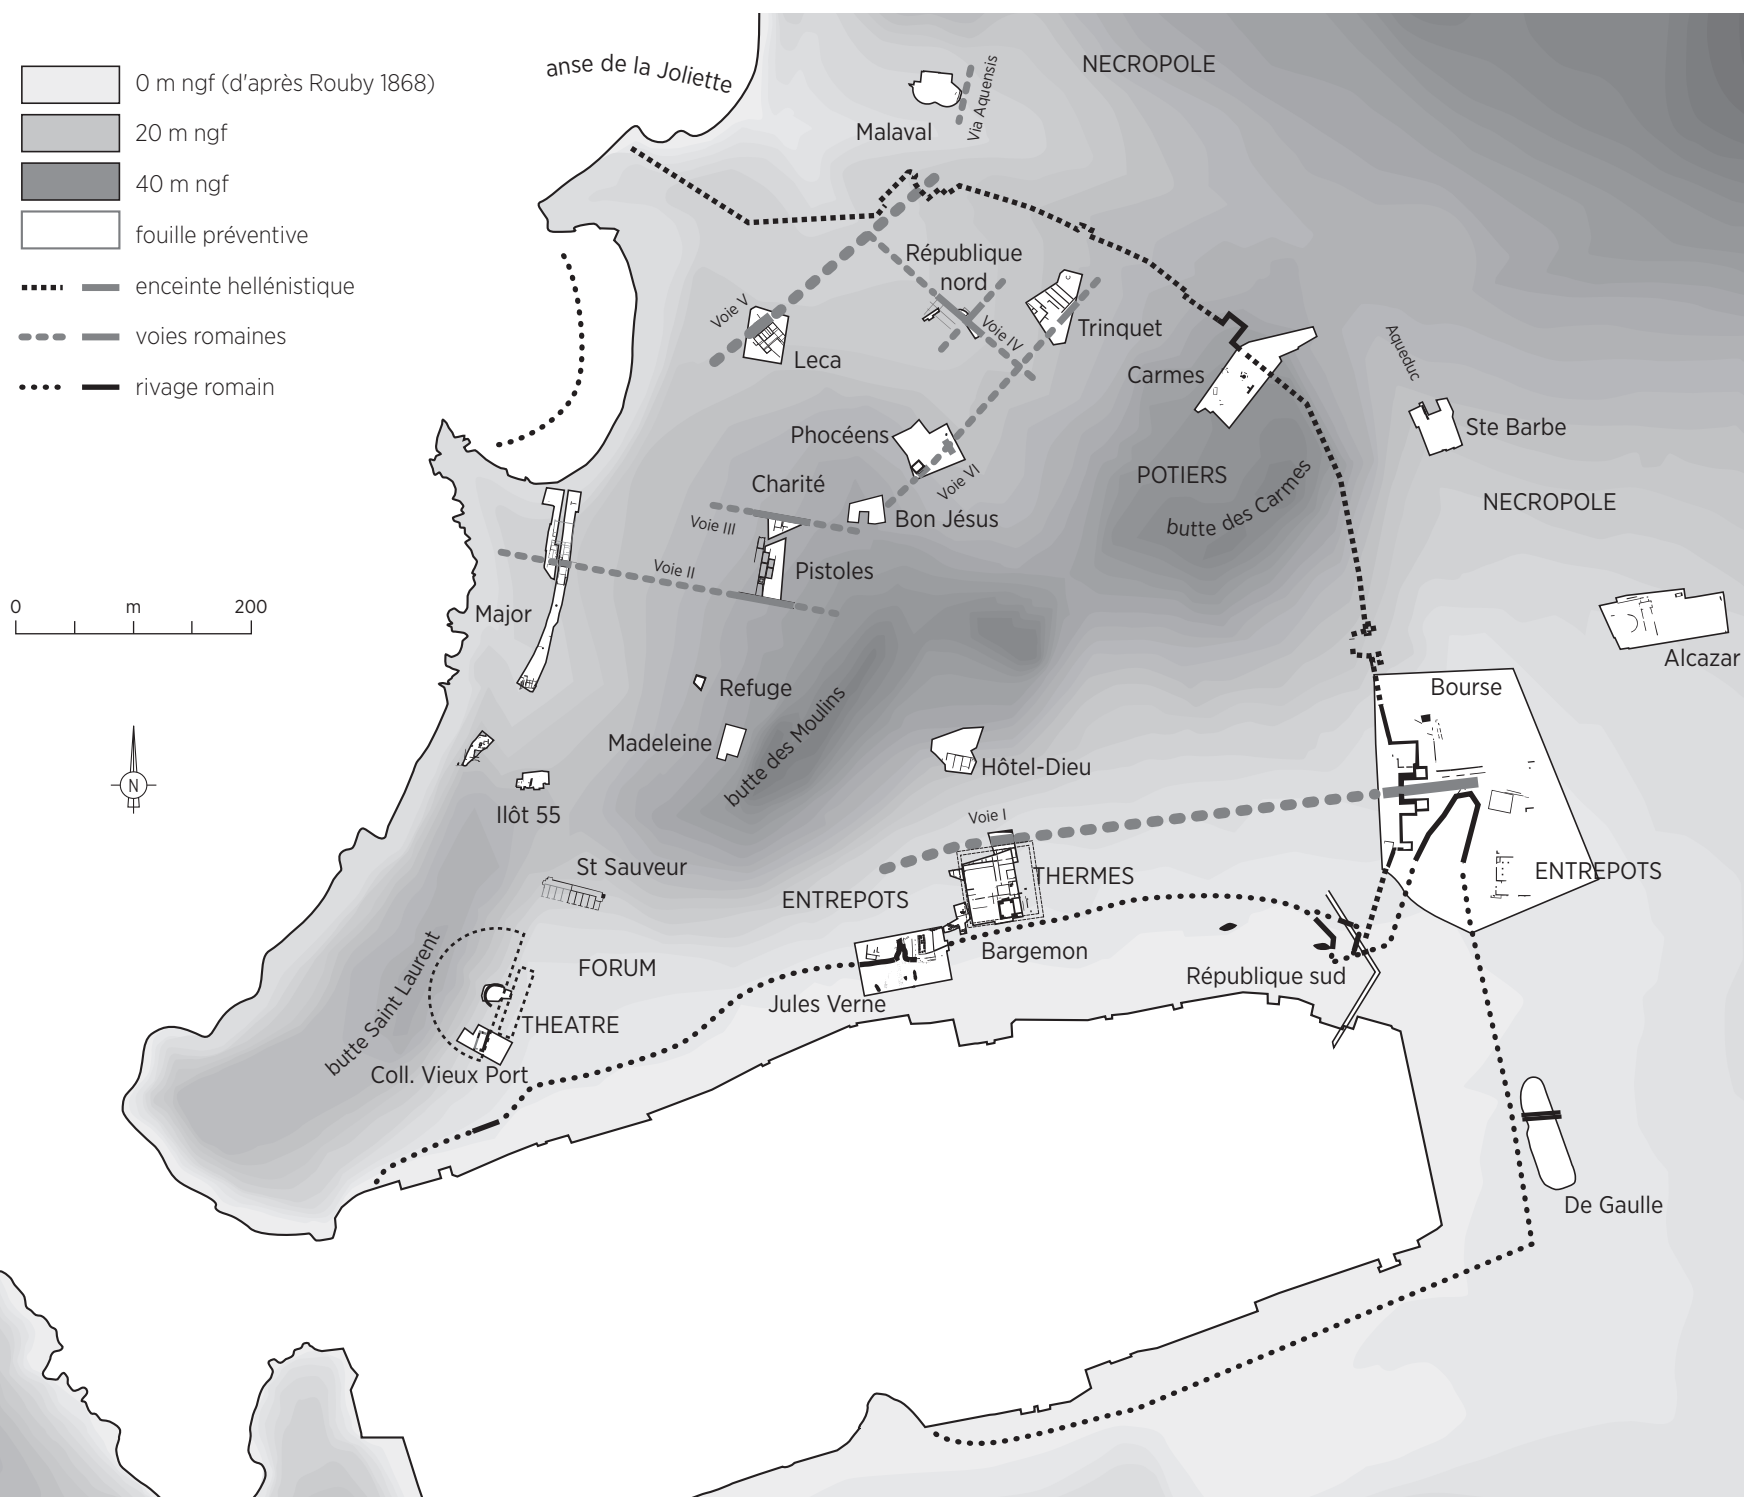 0 m ngf (d'après Rouby 1868)
20 m ngf
40 m ngf
fouille préventive
enceinte hellénistique
voies romaines
rivage romain
anse de la Joliette
NECROPOLE
Malaval
Via Aquensis
République
nord
Voie V
Leca
Voie IV
Trinquet
Carmes
Aqueduc
Ste Barbe
Phocéens
Voie VI
POTIERS
butte des Carmes
NECROPOLE
Charité
Voie III
Bon Jésus
Voie II
Pistoles
Major
0 m 200
Alcazar
Refuge
Bourse
Madeleine
butte des Moulins
Hôtel-Dieu
N
Ilôt 55
Voie I
St Sauveur
THERMES
ENTREPOTS
ENTREPOTS
butte Saint Laurent
FORUM
Bargemon
République sud
Jules Verne
THEATRE
Coll. Vieux Port
De Gaulle